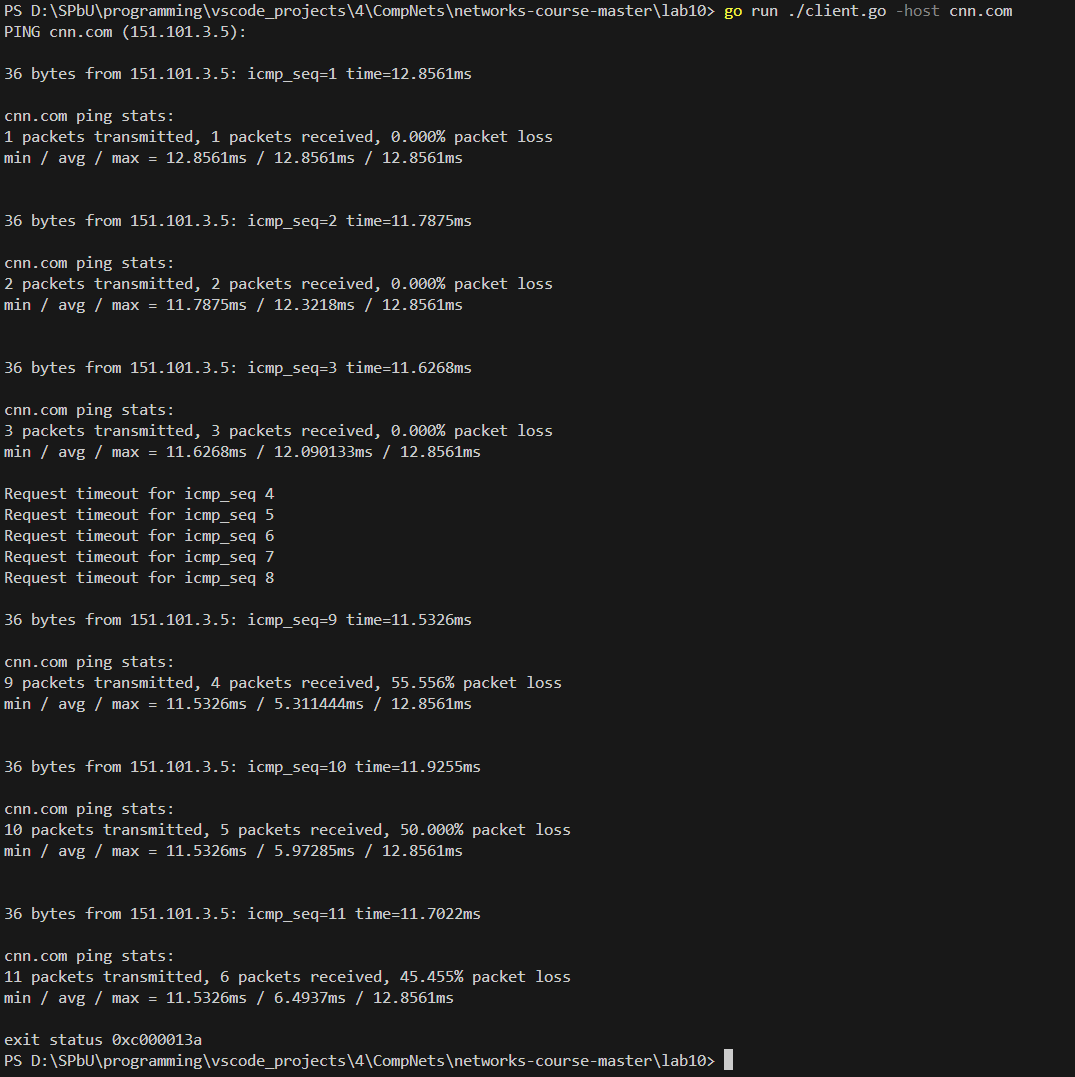 PS D:\SPbU\programming\vscode_projects\4\CompNets\networks-course-master\lab10> go run ./client.go -host cnn.com
PING cnn.com (151.101.3.5):
36 bytes from 151.101.3.5: icmp_seq=1 time=12.8561ms
cnn.com ping stats:
1 packets transmitted, 1 packets received, 0.000% packet loss
min / avg / max = 12.8561ms / 12.8561ms / 12.8561ms
36 bytes from 151.101.3.5: icmp_seq=2 time=11.7875ms
cnn.com ping stats:
2 packets transmitted, 2 packets received, 0.000% packet loss
min / avg / max = 11.7875ms / 12.3218ms / 12.8561ms
36 bytes from 151.101.3.5: icmp_seq=3 time=11.6268ms
cnn.com ping stats:
3 packets transmitted, 3 packets received, 0.000% packet loss
min / avg / max = 11.6268ms / 12.090133ms / 12.8561ms
Request timeout for icmp_seq 4
Request timeout for icmp_seq 5
Request timeout for icmp_seq 6
Request timeout for icmp_seq 7
Request timeout for icmp_seq 8
36 bytes from 151.101.3.5: icmp_seq=9 time=11.5326ms
cnn.com ping stats:
9 packets transmitted, 4 packets received, 55.556% packet loss
min / avg / max = 11.5326ms / 5.311444ms / 12.8561ms
36 bytes from 151.101.3.5: icmp_seq=10 time=11.9255ms
cnn.com ping stats:
10 packets transmitted, 5 packets received, 50.000% packet loss
min / avg / max = 11.5326ms / 5.97285ms / 12.8561ms
36 bytes from 151.101.3.5: icmp_seq=11 time=11.7022ms
cnn.com ping stats:
11 packets transmitted, 6 packets received, 45.455% packet loss
min / avg / max = 11.5326ms / 6.4937ms / 12.8561ms
exit status 0xc000013a
PS D:\SPbU\programming\vscode_projects\4\CompNets\networks-course-master\lab10>